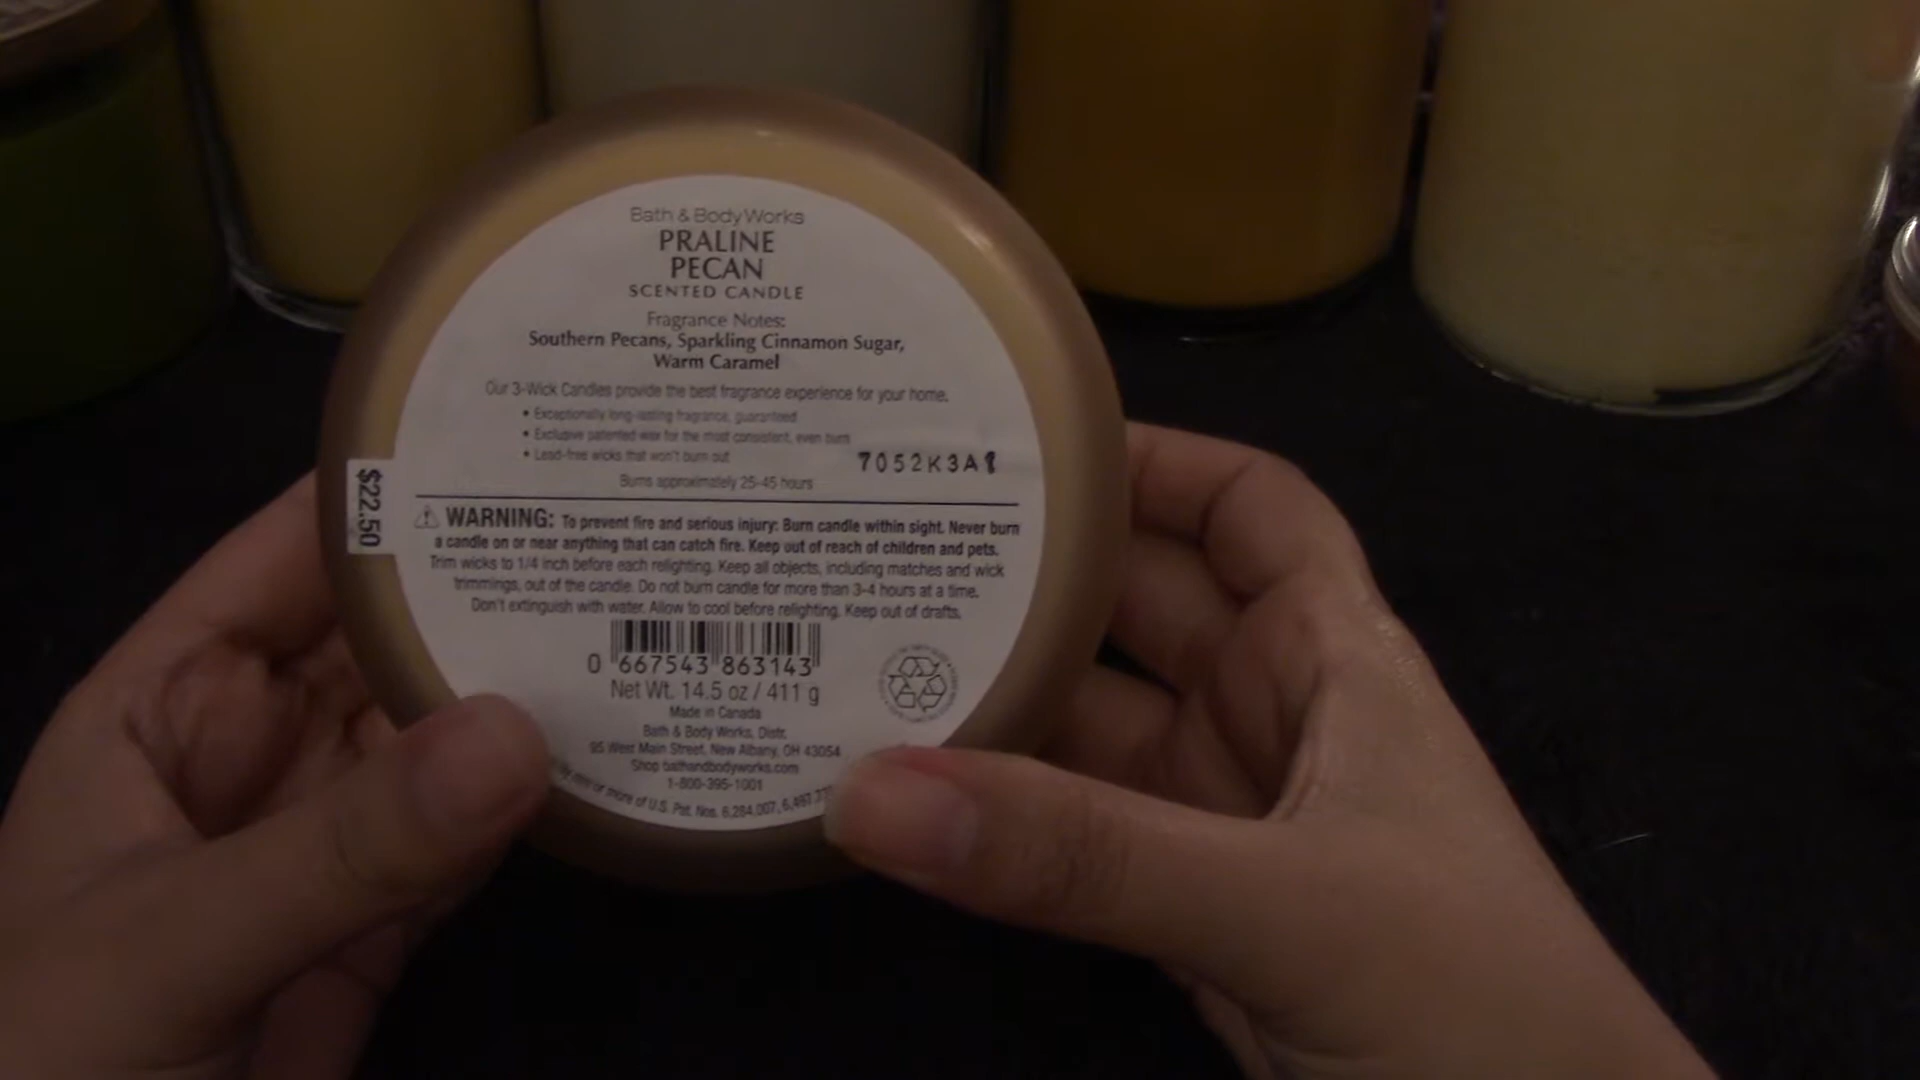 Bath & Body Works
PRALINE
PECAN
SCENTED CANDLE
Fragrance Notes:
Southern Pecans, Sparkling Cinnamon Sugar,
Warm Caramel
Our 3-Wick Candles provide the best fragrance experience for your home.
• Exceptionally long-lasting fragrance, guaranteed
• Exclusive patented wax for the most consistent, even burn
• Lead-free wicks that won't burn out
7052K3A
Burns approximately 25-45 hours
$22.50
⚠ WARNING: To prevent fire and serious injury: Burn candle within sight. Never burn
a candle on or near anything that can catch fire. Keep out of reach of children and pets.
Trim wicks to 1/4 inch before each relighting. Keep all objects, including matches and wick
trimmings, out of the candle. Do not burn candle for more than 3-4 hours at a time.
Don't extinguish with water. Allow to cool before relighting. Keep out of drafts.
0 667543 863143
Net Wt. 14.5 oz / 411 g
Made in Canada
Bath & Body Works, Distr.
95 West Main Street, New Albany, OH 43054
Shop bathandbodyworks.com
1-800-395-1001
or more of U.S. Pat. Nos. 6,284,007,